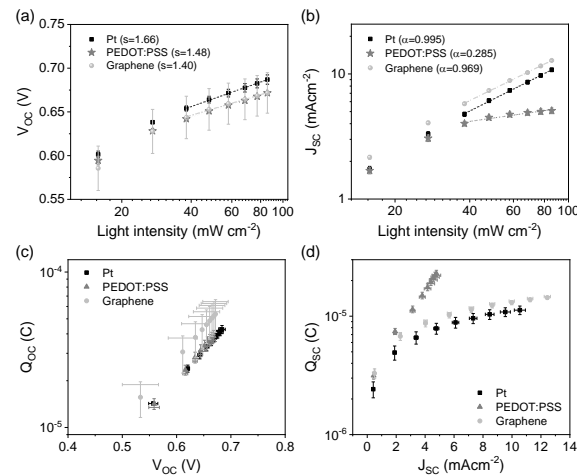 (a)
Pt (s=1.66)
PEDOT:PSS (s=1.48)
Graphene (s=1.40)
0.75
0.70
0.65
0.60
0.55
V_OC (V)
20
40
60
80
100
Light intensity (mW cm⁻²)
(b)
Pt (α=0.995)
PEDOT:PSS (α=0.285)
Graphene (α=0.969)
10
1
J_SC (mAcm⁻²)
20
40
60
80
100
Light intensity (mW cm⁻²)
(c)
Pt
PEDOT:PSS
Graphene
10⁻⁴
10⁻⁵
Q_OC (C)
0.4
0.5
0.6
0.7
0.8
V_OC (V)
(d)
10⁻⁵
10⁻⁶
Q_SC (C)
Pt
PEDOT:PSS
Graphene
0
2
4
6
8
10
12
14
J_SC (mAcm⁻²)